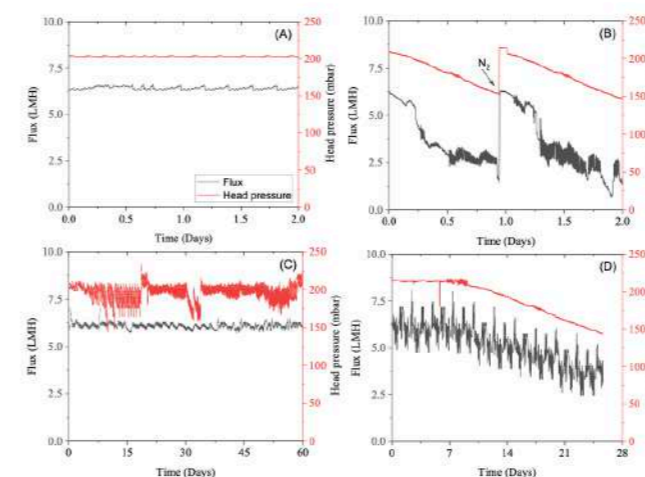 (A)
10.0
7.5
5.0
2.5
0.0
Flux (LMH)
250
200
150
100
50
0
Head pressure (mbar)
Flux
Head pressure
0.0 0.5 1.0 1.5 2.0
Time (Days)
(B)
10.0
7.5
5.0
2.5
0.0
Flux (LMH)
N2
250
200
150
100
50
0
Head pressure (mbar)
0.0 0.5 1.0 1.5 2.0
Time (Days)
(C)
10.0
7.5
5.0
2.5
0.0
Flux (LMH)
250
200
150
100
50
0
Head pressure (mbar)
0 15 30 45 60
Time (Days)
(D)
10.0
7.5
5.0
2.5
0.0
Flux (LMH)
250
200
150
100
50
0
Head pressure (mbar)
0 7 14 21 28
Time (Days)